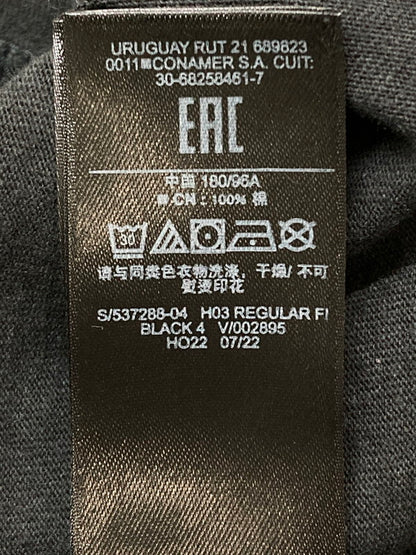 URUGUAY RUT 21 689823
0011■CONAMER S.A. CUIT:
30-68258461-7
EAC
中国 180/96A
■ CN : 100% 棉
30
请与同类色衣物洗涤, 干燥/ 不可
熨烫印花
S/537288-04 H03 REGULAR FI
BLACK 4 V/002895
HO22 07/22